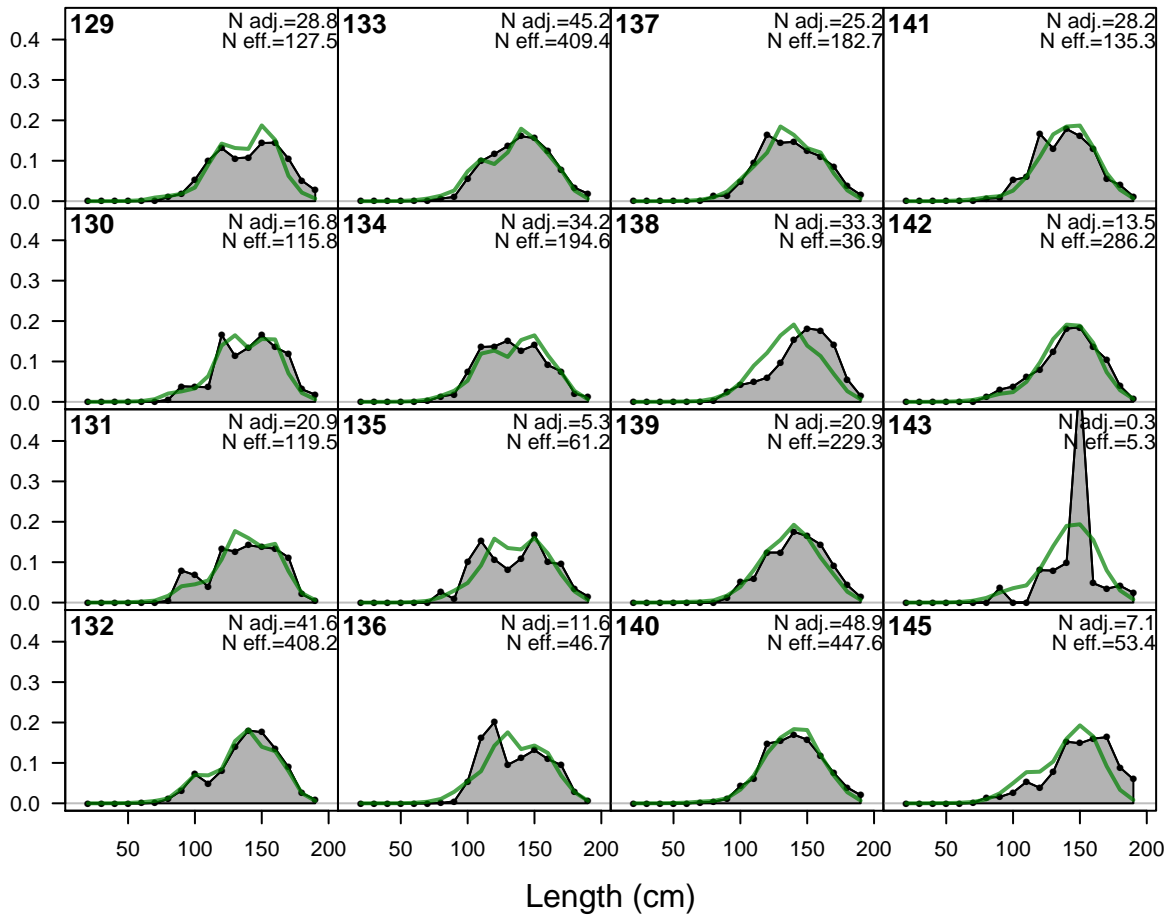 129 N adj.=28.8 133 N adj.=45.2 137 N adj.=25.2 141 N adj.=28.2
N eff.=127.5 N eff.=409.4 N eff.=182.7 N eff.=135.3
0.4
0.3
0.2
0.1
0.0
130 N adj.=16.8 134 N adj.=34.2 138 N adj.=33.3 142 N adj.=13.5
N eff.=115.8 N eff.=194.6 N eff.=36.9 N eff.=286.2
0.4
0.3
0.2
0.1
0.0
131 N adj.=20.9 135 N adj.=5.3 139 N adj.=20.9 143 N adj.=0.3
N eff.=119.5 N eff.=61.2 N eff.=229.3 N eff.=5.3
0.4
0.3
0.2
0.1
0.0
132 N adj.=41.6 136 N adj.=11.6 140 N adj.=48.9 145 N adj.=7.1
N eff.=408.2 N eff.=46.7 N eff.=447.6 N eff.=53.4
0.4
0.3
0.2
0.1
0.0
50 100 150 200 50 100 150 200 50 100 150 200 50 100 150 200
Length (cm)